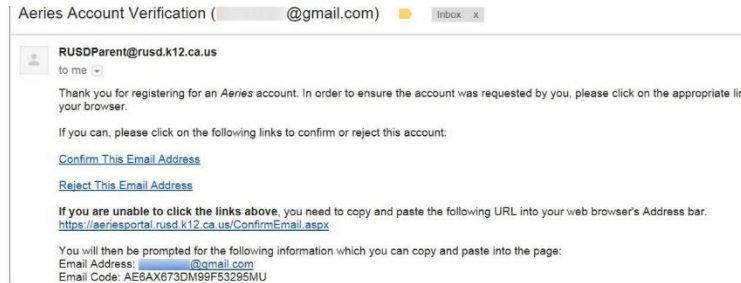 Aeries Account Verification ( @gmail.com) Inbox x
RUSDParent@rusd.k12.ca.us
to me
Thank you for registering for an Aeries account. In order to ensure the account was requested by you, please click on the appropriate
your browser.
If you can, please click on the following links to confirm or reject this account:
Confirm This Email Address
Reject This Email Address
If you are unable to click the links above, you need to copy and paste the following URL into your web browser's Address bar.
https://aeriesportal.rusd.k12.ca.us/ConfirmEmail.aspx
You will then be prompted for the following information which you can copy and paste into the page:
Email Address: @gmail.com
Email Code: AE6AX673DM99F53295MU